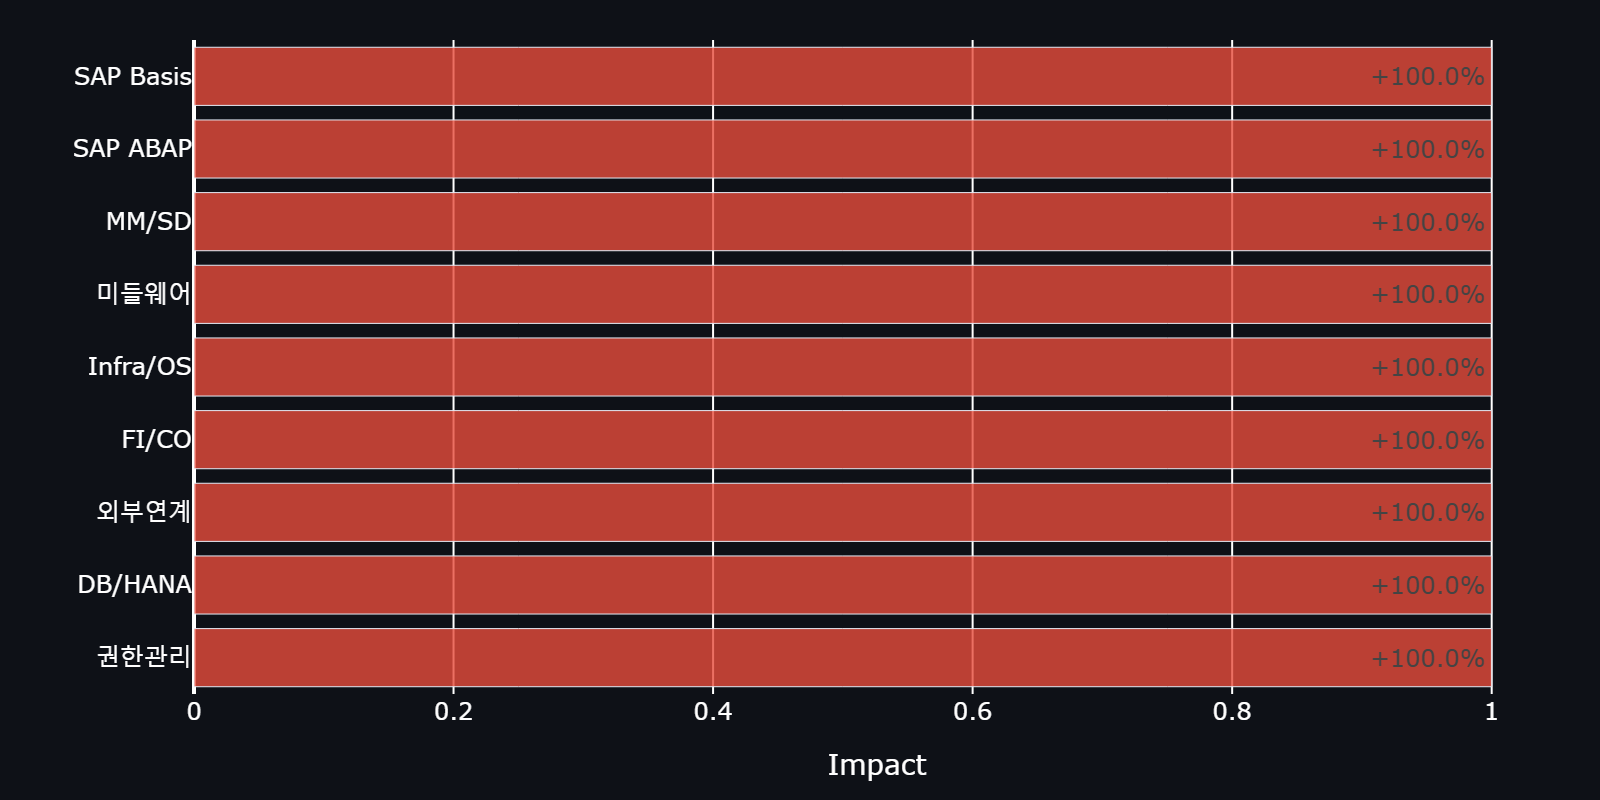 SAP Basis +100.0%
SAP ABAP +100.0%
MM/SD +100.0%
미들웨어 +100.0%
Infra/OS +100.0%
FI/CO +100.0%
외부연계 +100.0%
DB/HANA +100.0%
권한관리 +100.0%
0 0.2 0.4 0.6 0.8 1
Impact